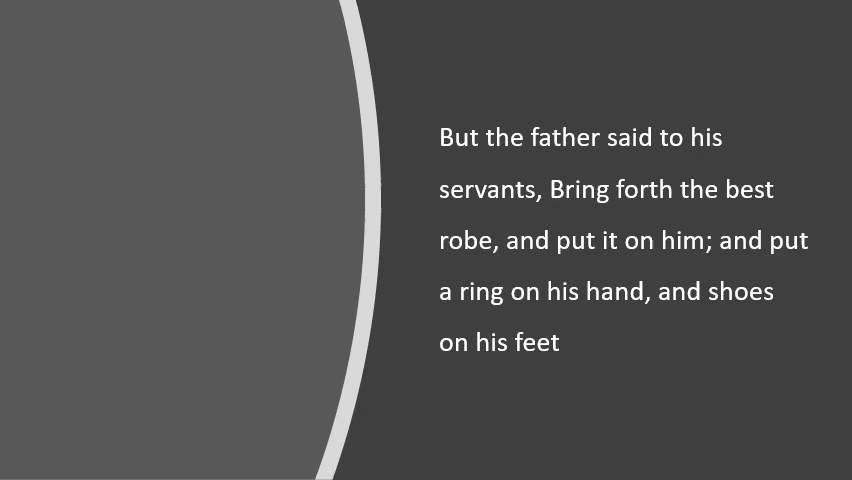 But the father said to his
servants, Bring forth the best
robe, and put it on him; and put
a ring on his hand, and shoes
on his feet